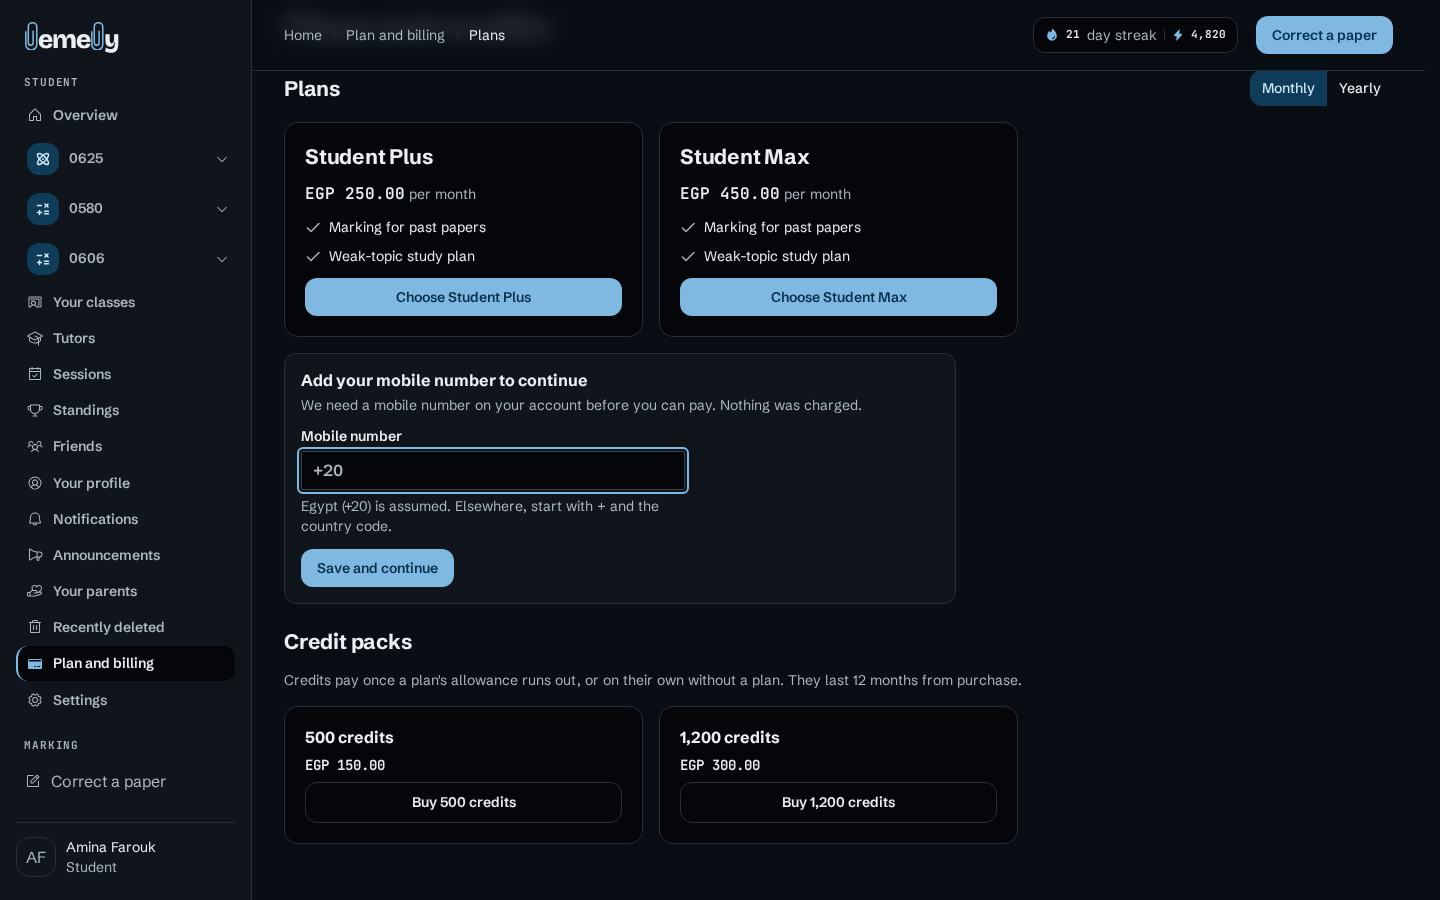 lemelly
STUDENT
Overview
0625
0580
0606
Your classes
Tutors
Sessions
Standings
Friends
Your profile
Notifications
Announcements
Your parents
Recently deleted
Plan and billing
Settings
MARKING
Correct a paper
AF
Amina Farouk
Student
Home Plan and billing Plans
21 day streak 4,820
Correct a paper
Plans
Monthly Yearly
Student Plus
EGP 250.00 per month
Marking for past papers
Weak-topic study plan
Choose Student Plus
Student Max
EGP 450.00 per month
Marking for past papers
Weak-topic study plan
Choose Student Max
Add your mobile number to continue
We need a mobile number on your account before you can pay. Nothing was charged.
Mobile number
+20
Egypt (+20) is assumed. Elsewhere, start with + and the
country code.
Save and continue
Credit packs
Credits pay once a plan's allowance runs out, or on their own without a plan. They last 12 months from purchase.
500 credits
EGP 150.00
Buy 500 credits
1,200 credits
EGP 300.00
Buy 1,200 credits